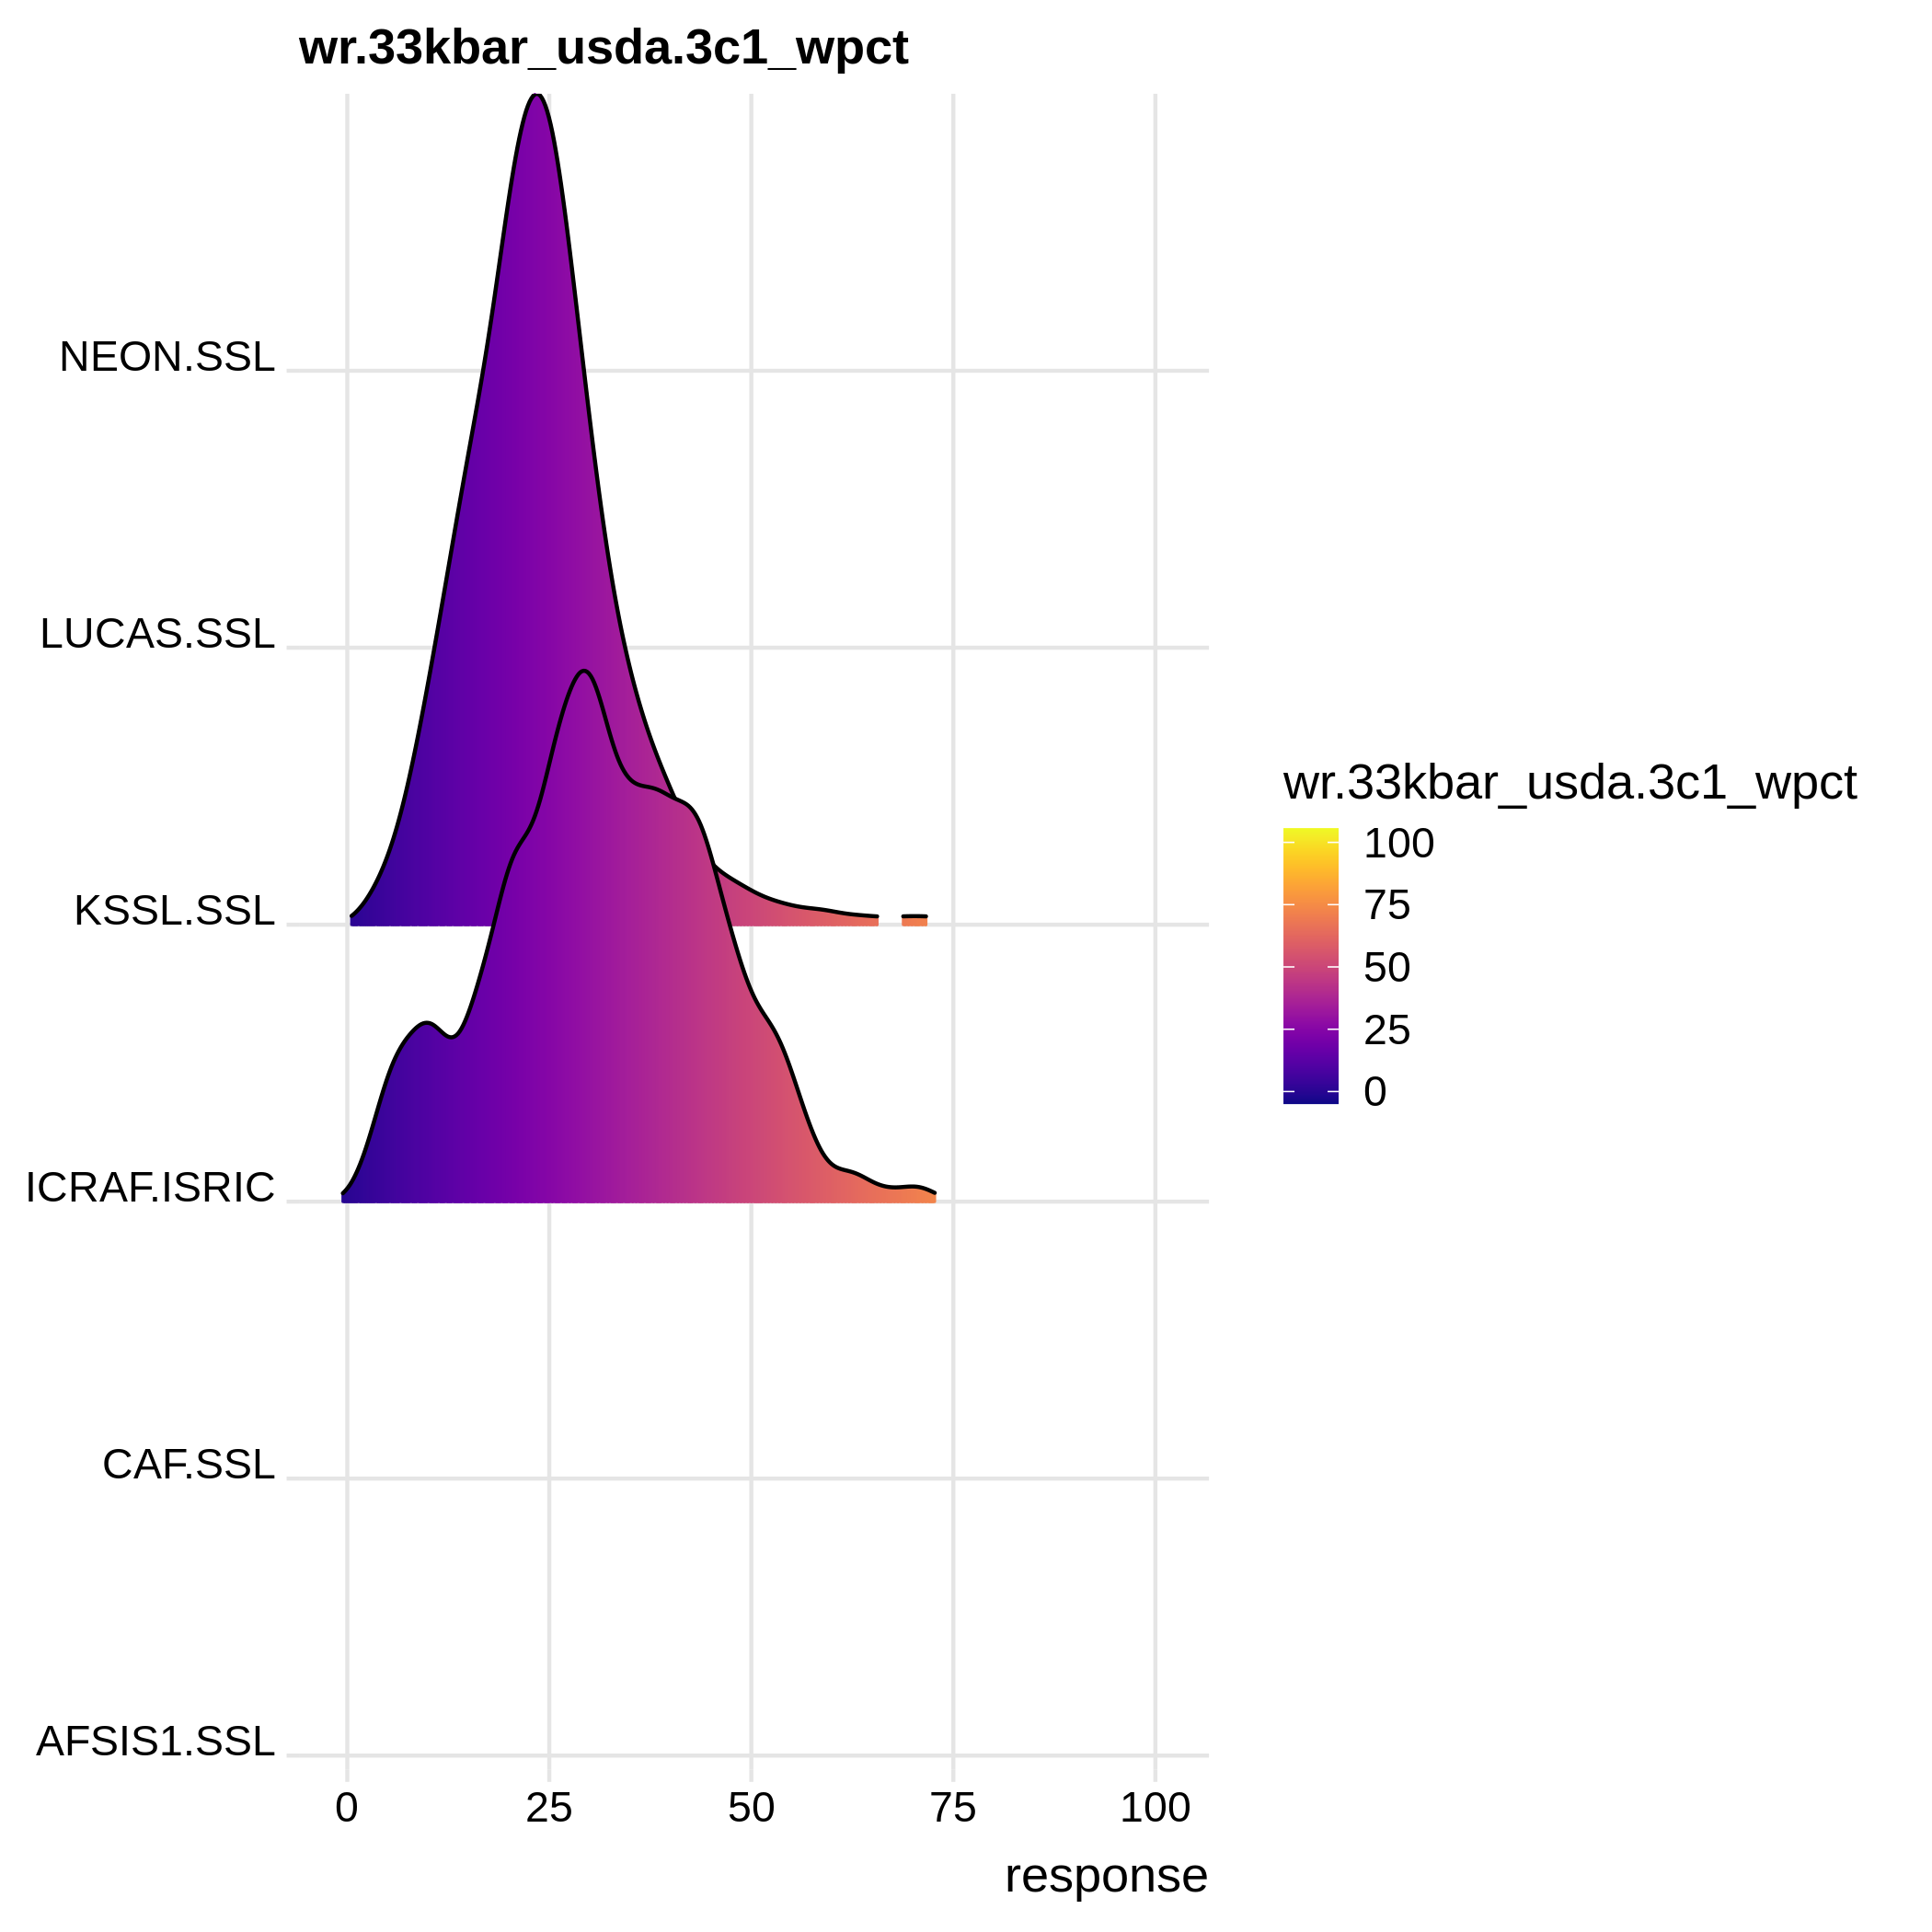 wr.33kbar_usda.3c1_wpct
NEON.SSL
LUCAS.SSL
KSSL.SSL
ICRAF.ISRIC
CAF.SSL
AFSIS1.SSL
0 25 50 75 100
response
wr.33kbar_usda.3c1_wpct
100
75
50
25
0